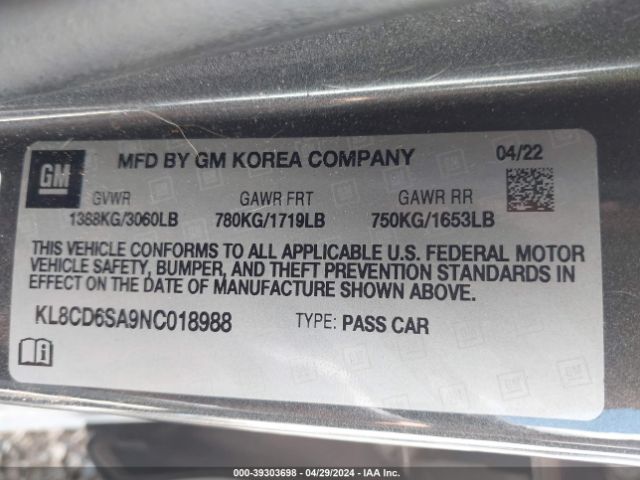 GM
MFD BY GM KOREA COMPANY
04/22
GVWR GAWR FRT GAWR RR
1388KG/3060LB 780KG/1719LB 750KG/1653LB
THIS VEHICLE CONFORMS TO ALL APPLICABLE U.S. FEDERAL MOTOR
VEHICLE SAFETY, BUMPER, AND THEFT PREVENTION STANDARDS IN
EFFECT ON THE DATE OF MANUFACTURE SHOWN ABOVE.
KL8CD6SA9NC018988 TYPE: PASS CAR
000-39303698 - 04/29/2024 - IAA Inc.